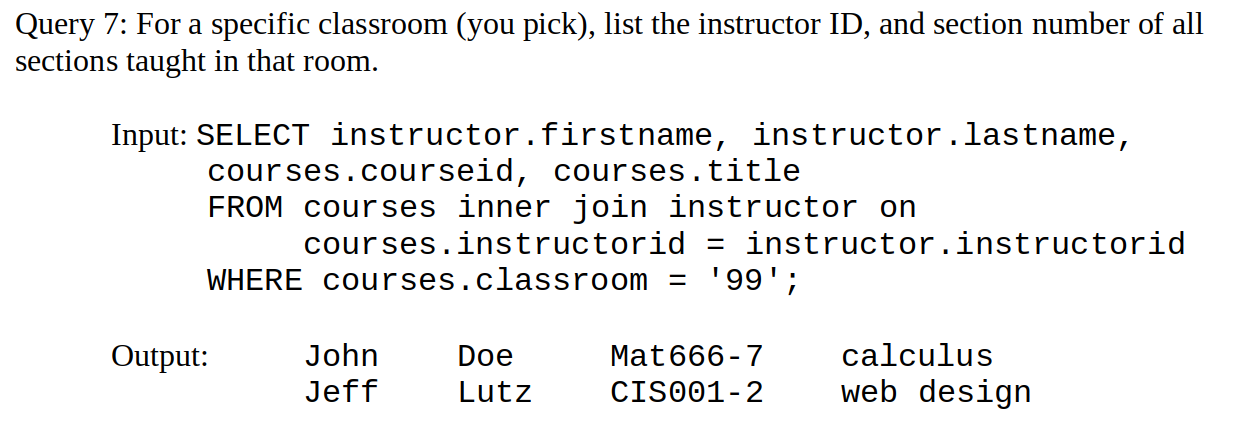 Query 7: For a specific classroom (you pick), list the instructor ID, and section number of all
sections taught in that room.
Input: SELECT instructor.firstname, instructor.lastname,
courses.courseid, courses.title
FROM courses inner join instructor on
courses.instructorid = instructor.instructorid
WHERE courses.classroom = '99';
Output: John Doe Mat666-7 calculus
Jeff Lutz CIS001-2 web design